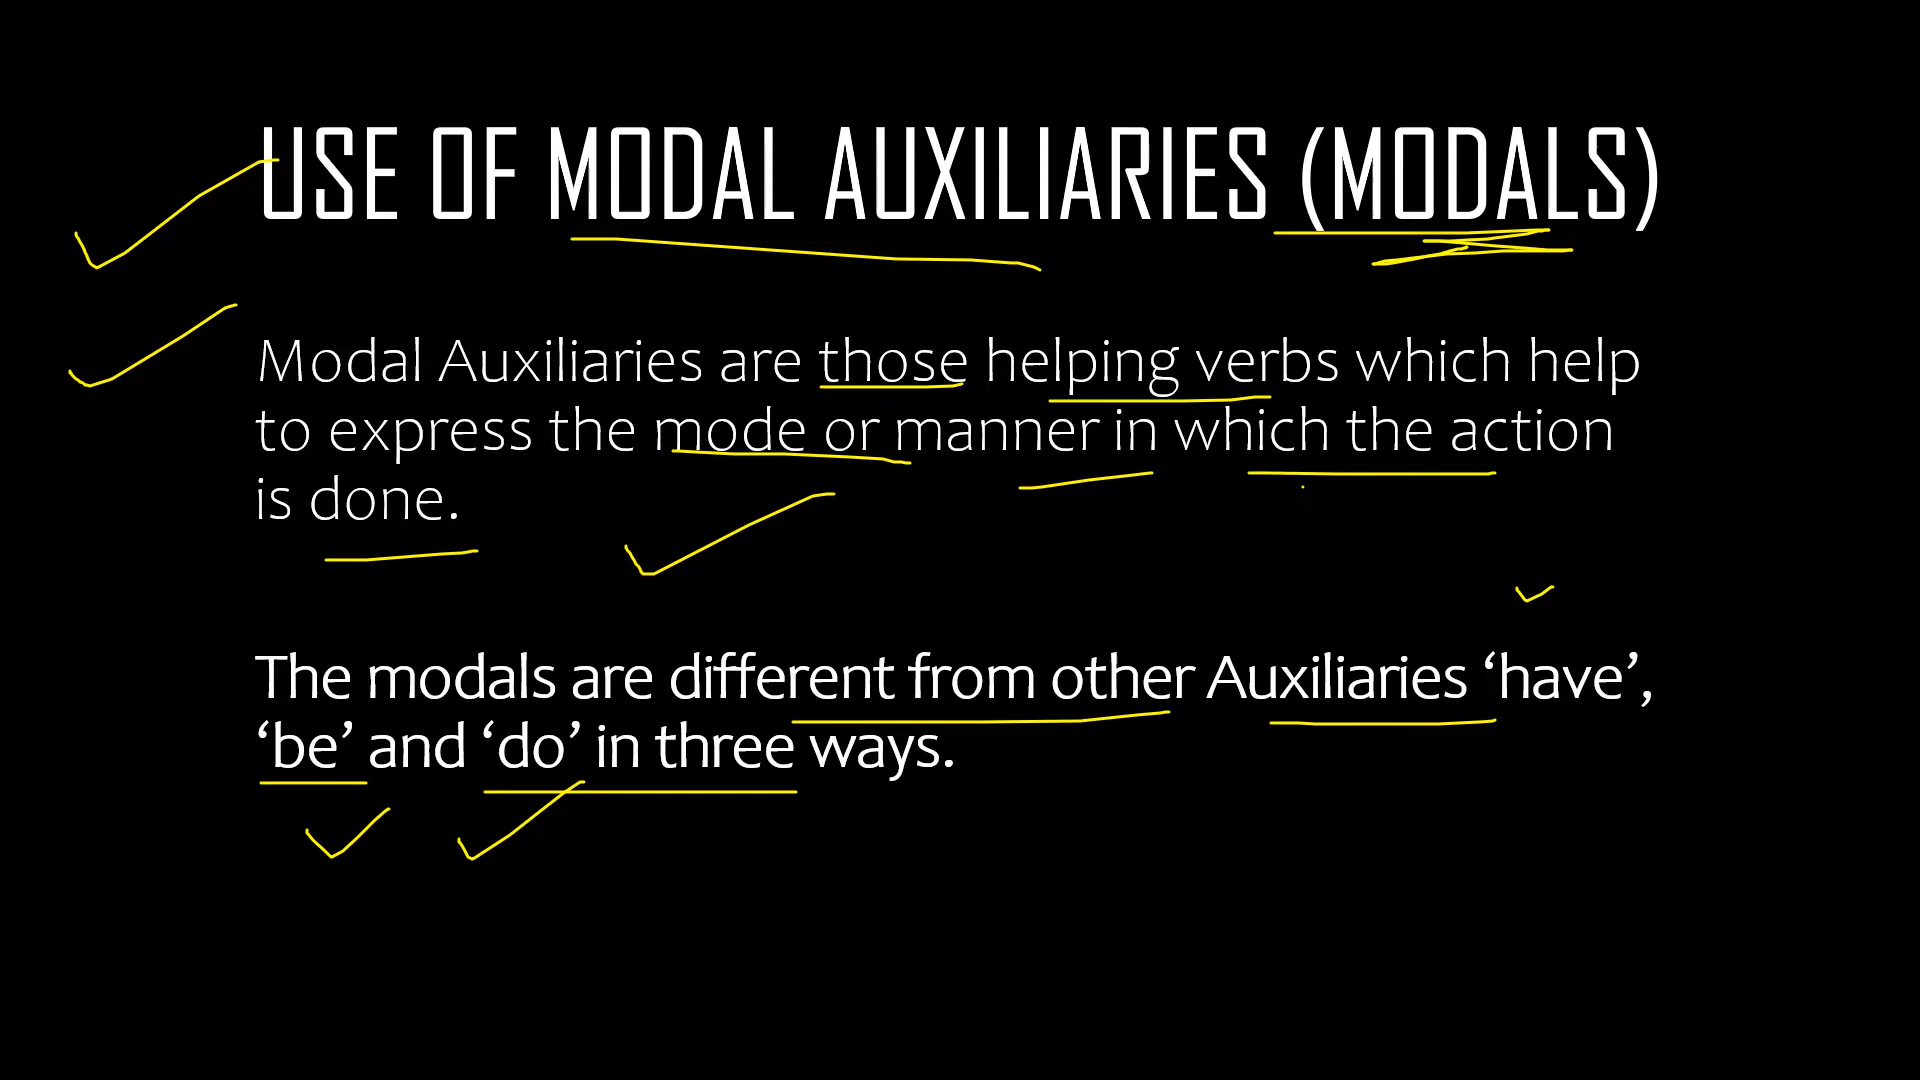 USE OF MODAL AUXILIARIES (MODALS)
Modal Auxiliaries are those helping verbs which help
to express the mode or manner in which the action
is done.
The modals are different from other Auxiliaries ‘have’,
‘be’ and ‘do’ in three ways.